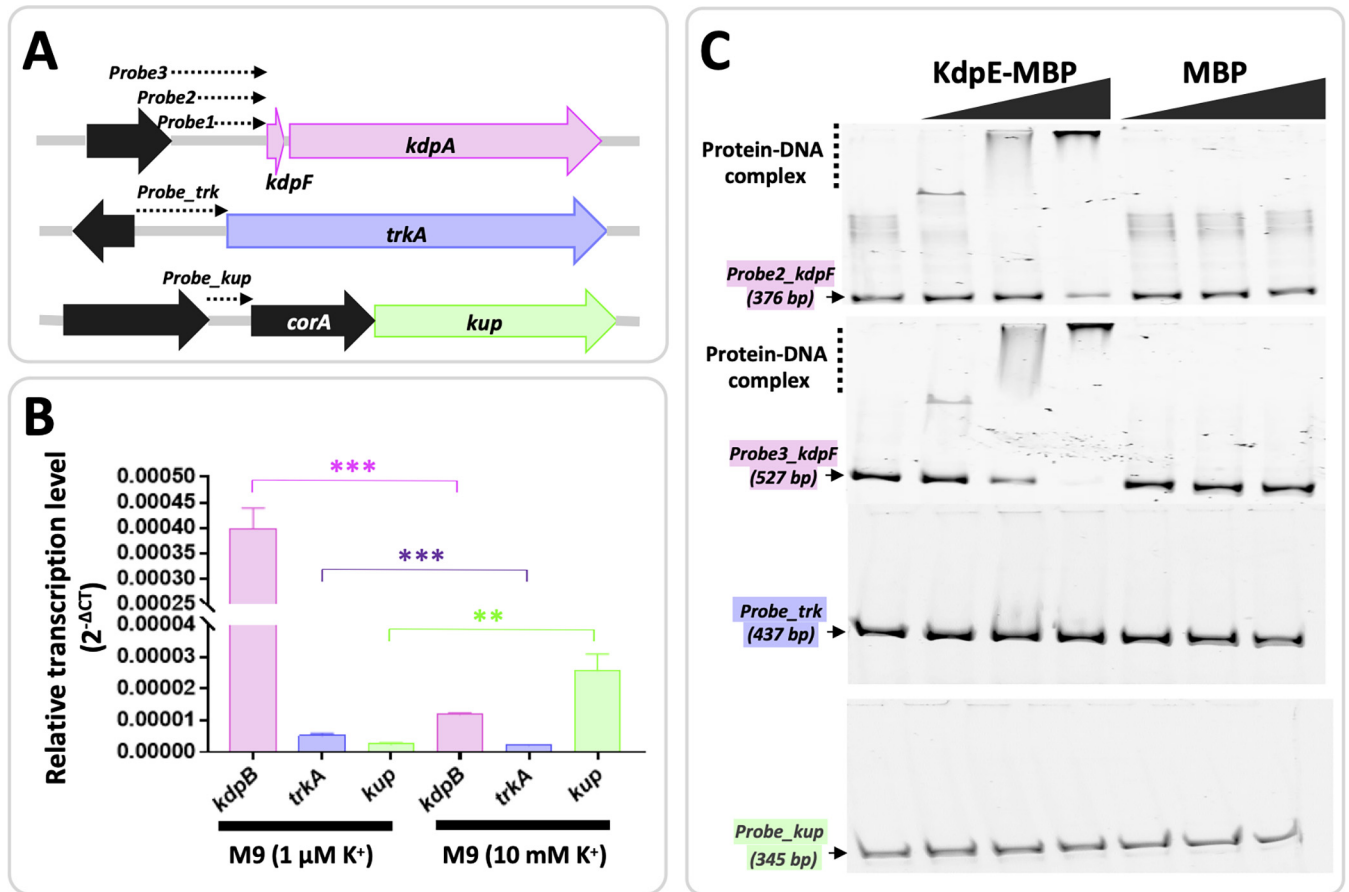 A
Probe3
Probe2
Probe1
kdpA
kdpF
Probe_trk
trkA
Probe_kup
corA
kup
B
Relative transcription level
(2^-ΔCT)
0.00050
0.00045
0.00040
0.00035
0.00030
0.00025
0.00004
0.00003
0.00002
0.00001
0.00000
***
***
**
kdpB
trkA
kup
kdpB
trkA
kup
M9 (1 µM K⁺)
M9 (10 mM K⁺)
C
KdpE-MBP
MBP
Protein-DNA
complex
Probe2_kdpF
(376 bp)
Protein-DNA
complex
Probe3_kdpF
(527 bp)
Probe_trk
(437 bp)
Probe_kup
(345 bp)